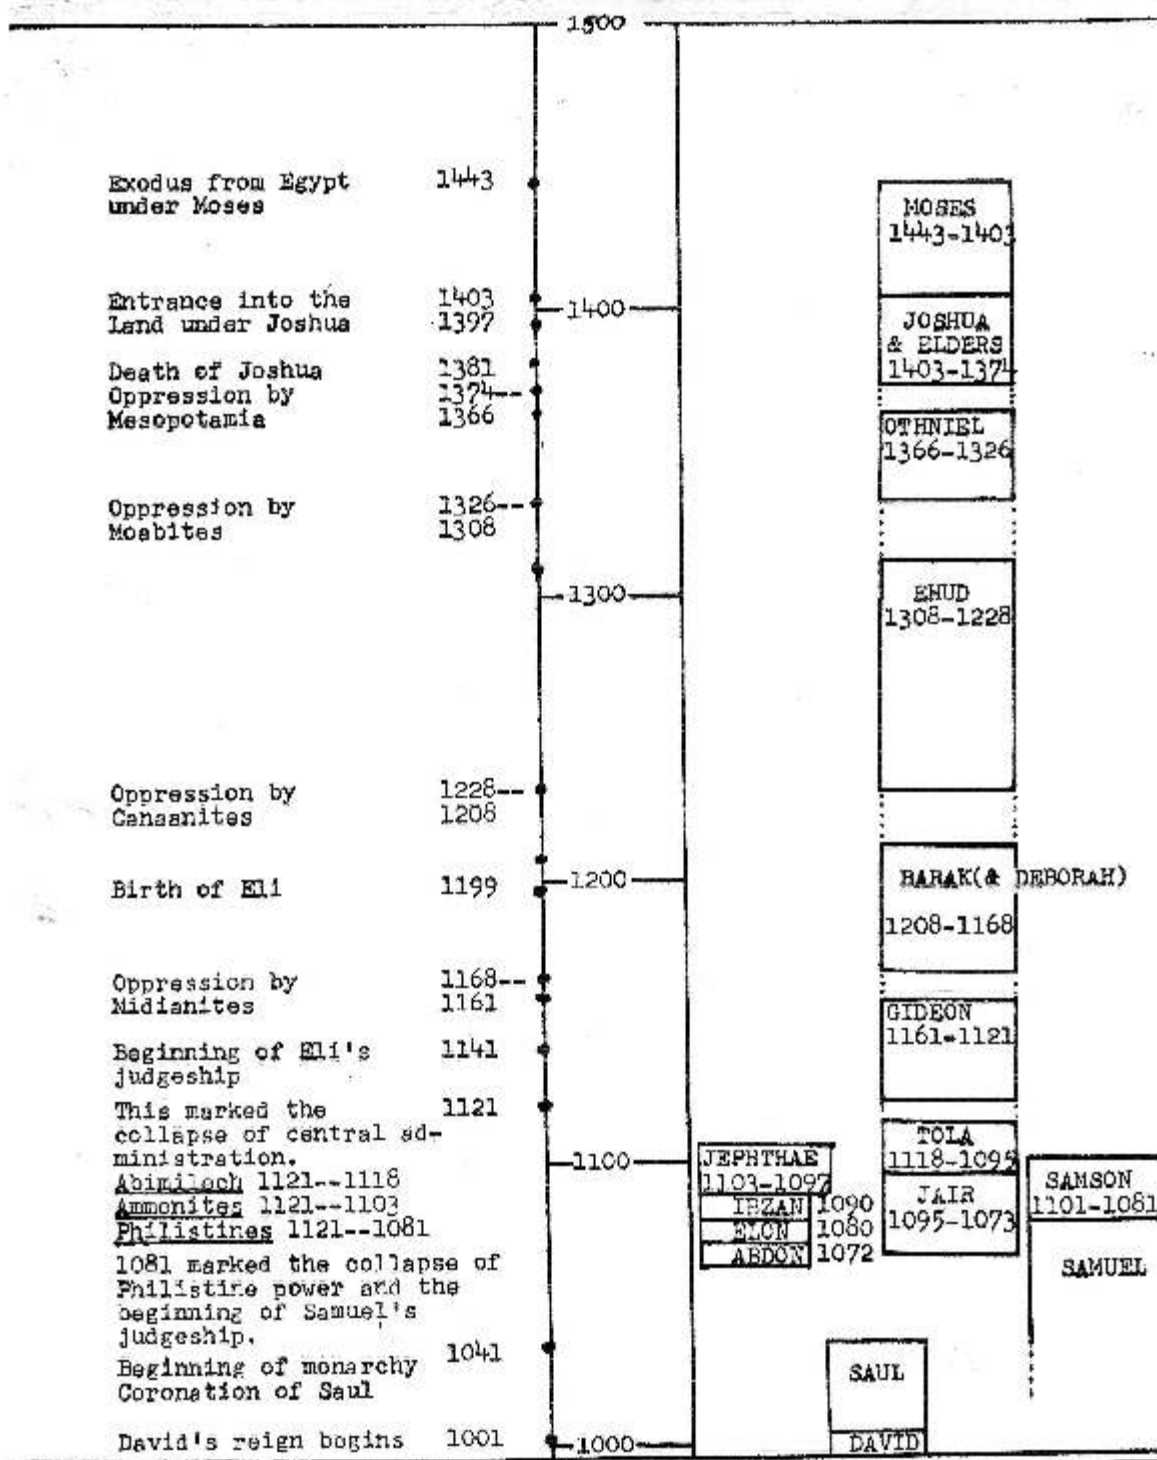 1500
Exodus from Egypt 1443
under Moses
MOSES
1443-1403
Entrance into the 1403
Land under Joshua 1397
1400
JOSHUA
& ELDERS
1403-1374
Death of Joshua 1381
Oppression by 1374--
Mesopotamia 1366
OTHNIEL
1366-1326
Oppression by 1326--
Moabites 1308
1300
EHUD
1308-1228
Oppression by 1228--
Canaanites 1208
1200
Birth of Eli 1199
BARAK(& DEBORAH)
1208-1168
Oppression by 1168--
Midianites 1161
GIDEON
1161-1121
Beginning of Eli's 1141
judgeship
This marked the 1121
collapse of central ad-
ministration.
Abimilech 1121--1118
Ammonites 1121--1103
Philistines 1121--1081
1100
JEPHTHAE
1103-1097
IBZAN 1090
ELON 1080
ABDON 1072
TOLA
1118-1095
JAIR
1095-1073
SAMSON
1101-1081
SAMUEL
1081 marked the collapse of
Philistine power and the
beginning of Samuel's
judgeship.
Beginning of monarchy 1041
Coronation of Saul
SAUL
DAVID
David's reign begins 1001
1000